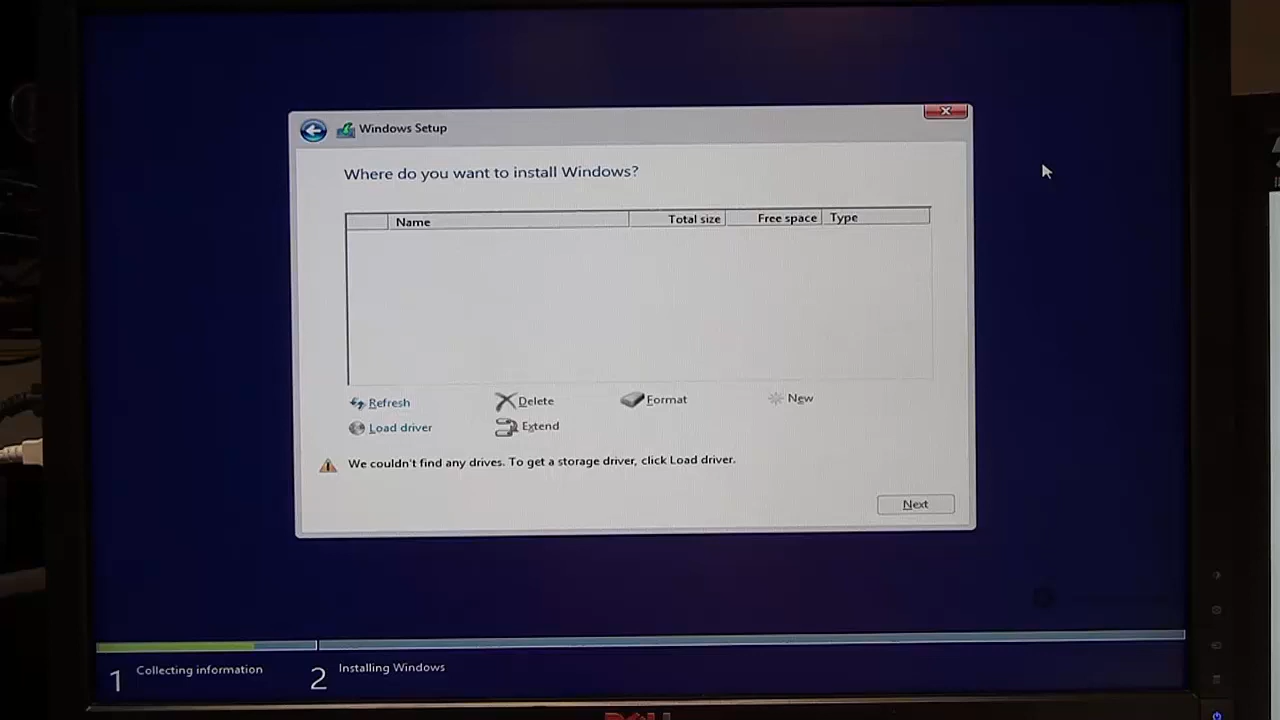 Windows Setup
Where do you want to install Windows?
Name Total size Free space Type
Refresh Delete Format New
Load driver Extend
We couldn't find any drives. To get a storage driver, click Load driver.
Next
1 Collecting information 2 Installing Windows
DELL